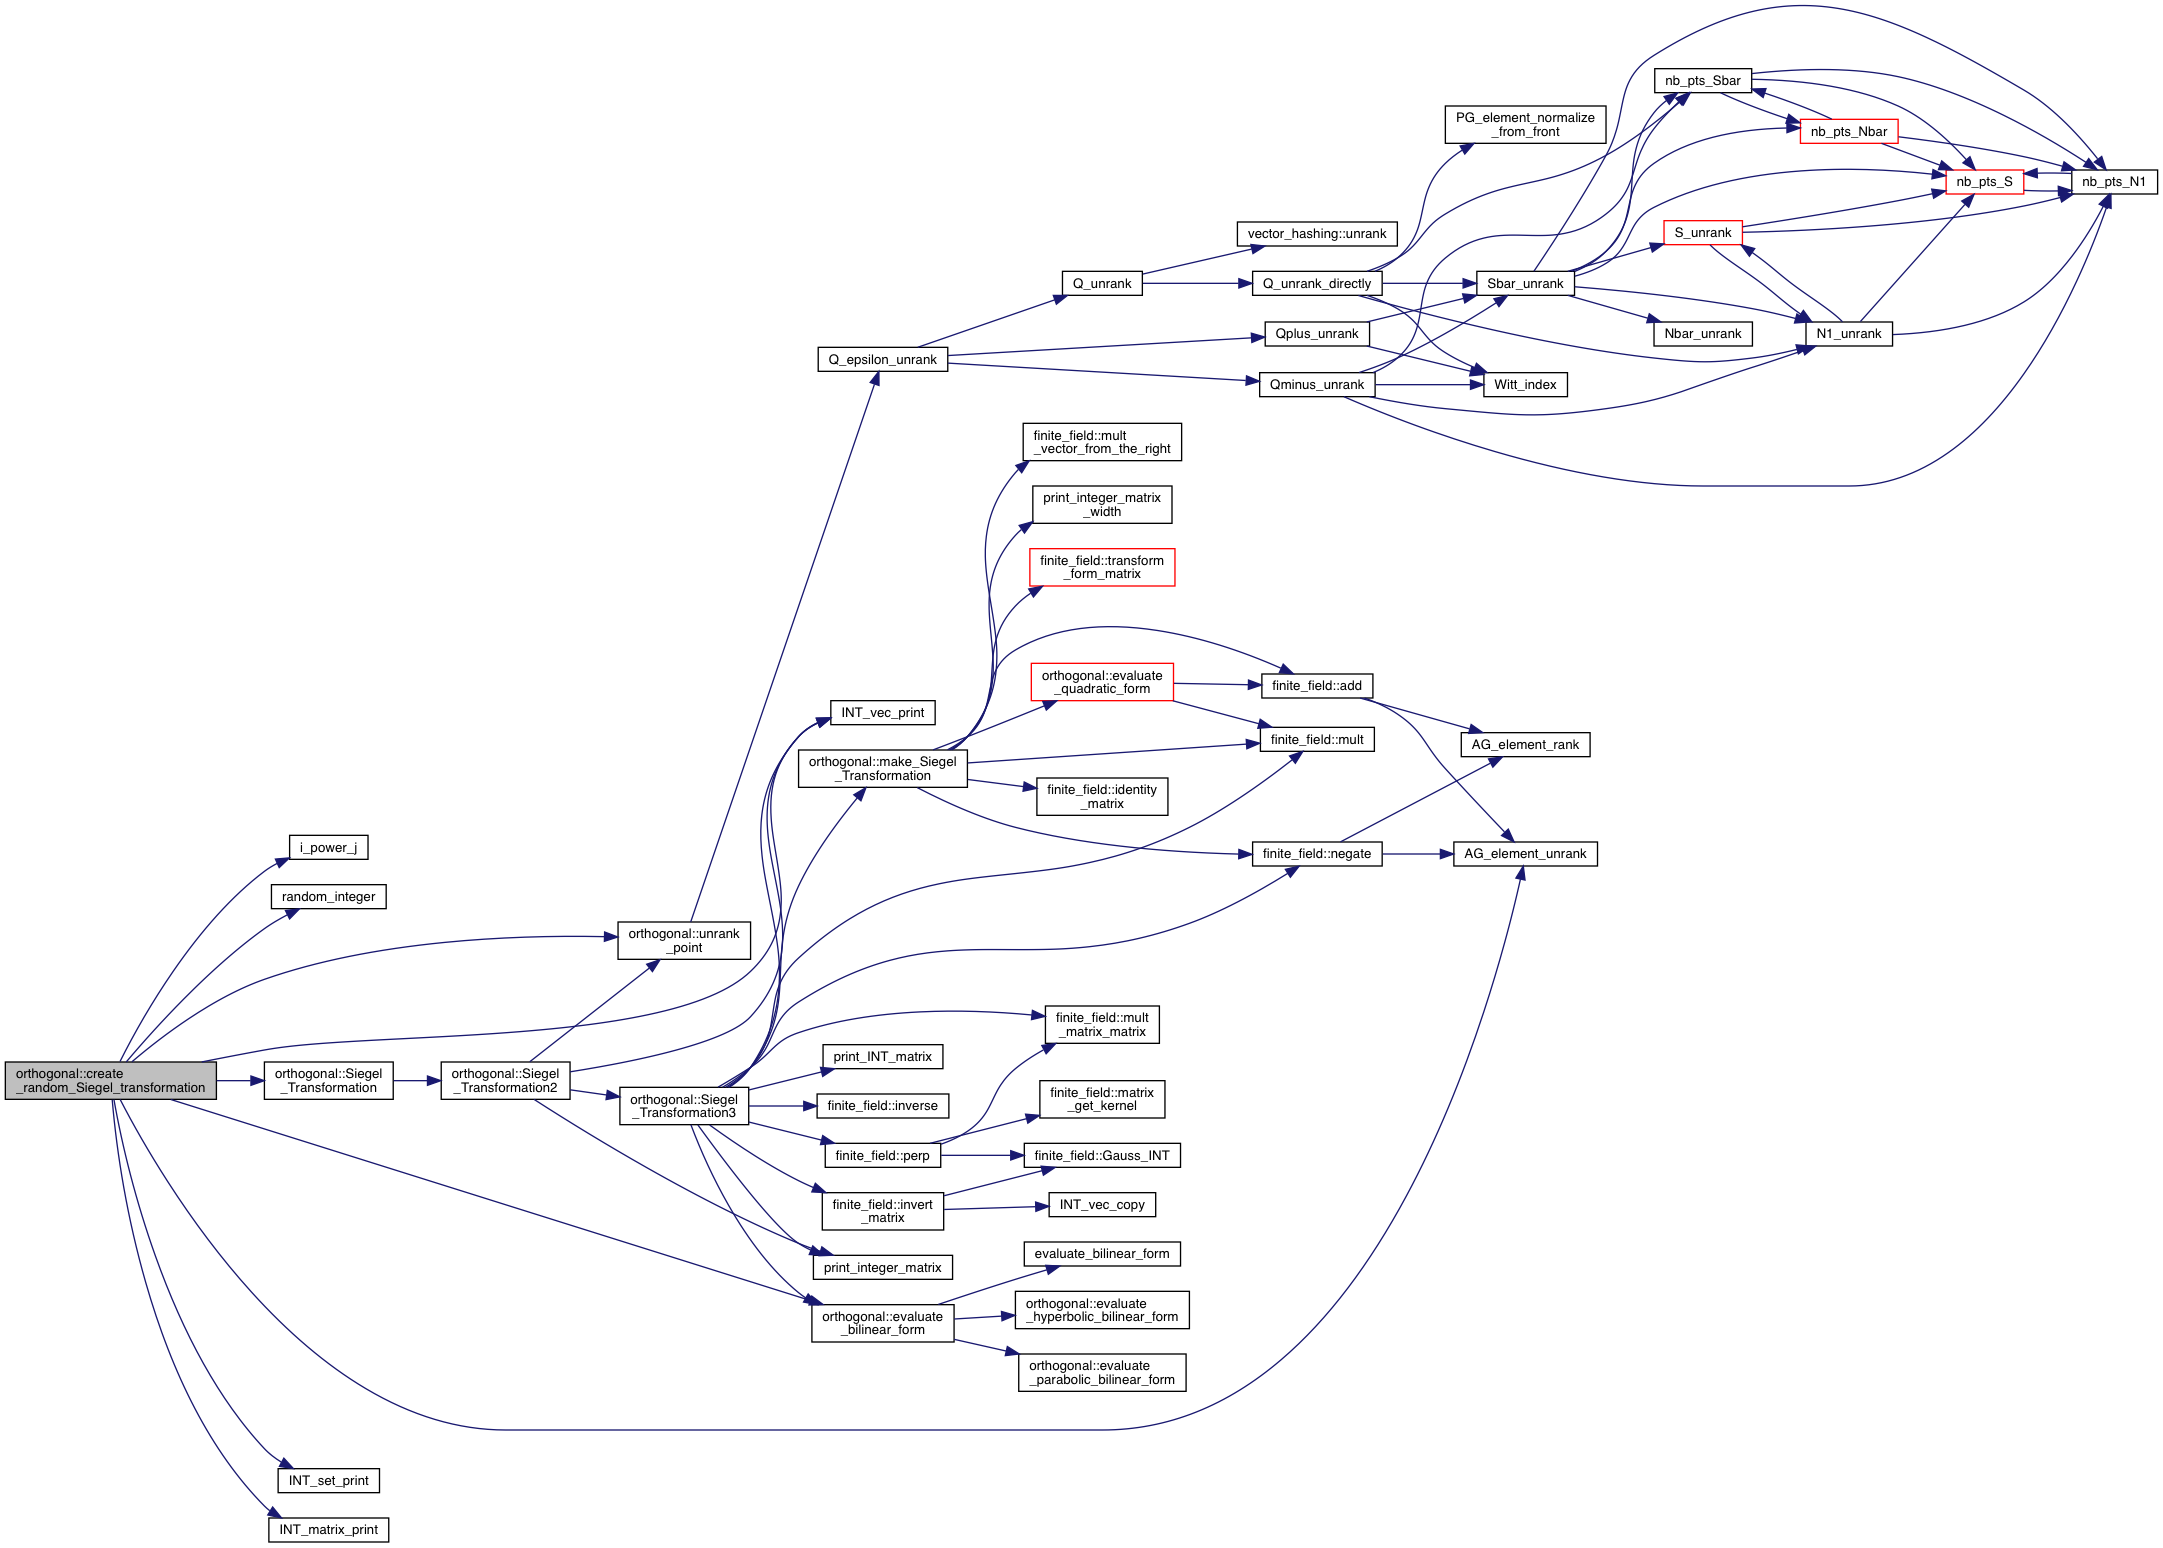 nb_pts_Sbar
PG_element_normalize
_from_front
nb_pts_Nbar
nb_pts_S
nb_pts_N1
vector_hashing::unrank
S_unrank
Q_unrank
Q_unrank_directly
Sbar_unrank
Qplus_unrank
Nbar_unrank
N1_unrank
Q_epsilon_unrank
Qminus_unrank
Witt_index
finite_field::mult
_vector_from_the_right
print_integer_matrix
_width
finite_field::transform
_form_matrix
orthogonal::evaluate
_quadratic_form
finite_field::add
INT_vec_print
finite_field::mult
AG_element_rank
orthogonal::make_Siegel
_Transformation
finite_field::identity
_matrix
i_power_j
finite_field::negate
AG_element_unrank
random_integer
orthogonal::unrank
_point
finite_field::mult
_matrix_matrix
print_INT_matrix
orthogonal::create
_random_Siegel_transformation
orthogonal::Siegel
_Transformation
orthogonal::Siegel
_Transformation2
orthogonal::Siegel
_Transformation3
finite_field::inverse
finite_field::matrix
_get_kernel
finite_field::perp
finite_field::Gauss_INT
finite_field::invert
_matrix
INT_vec_copy
print_integer_matrix
evaluate_bilinear_form
orthogonal::evaluate
_bilinear_form
orthogonal::evaluate
_hyperbolic_bilinear_form
orthogonal::evaluate
_parabolic_bilinear_form
INT_set_print
INT_matrix_print